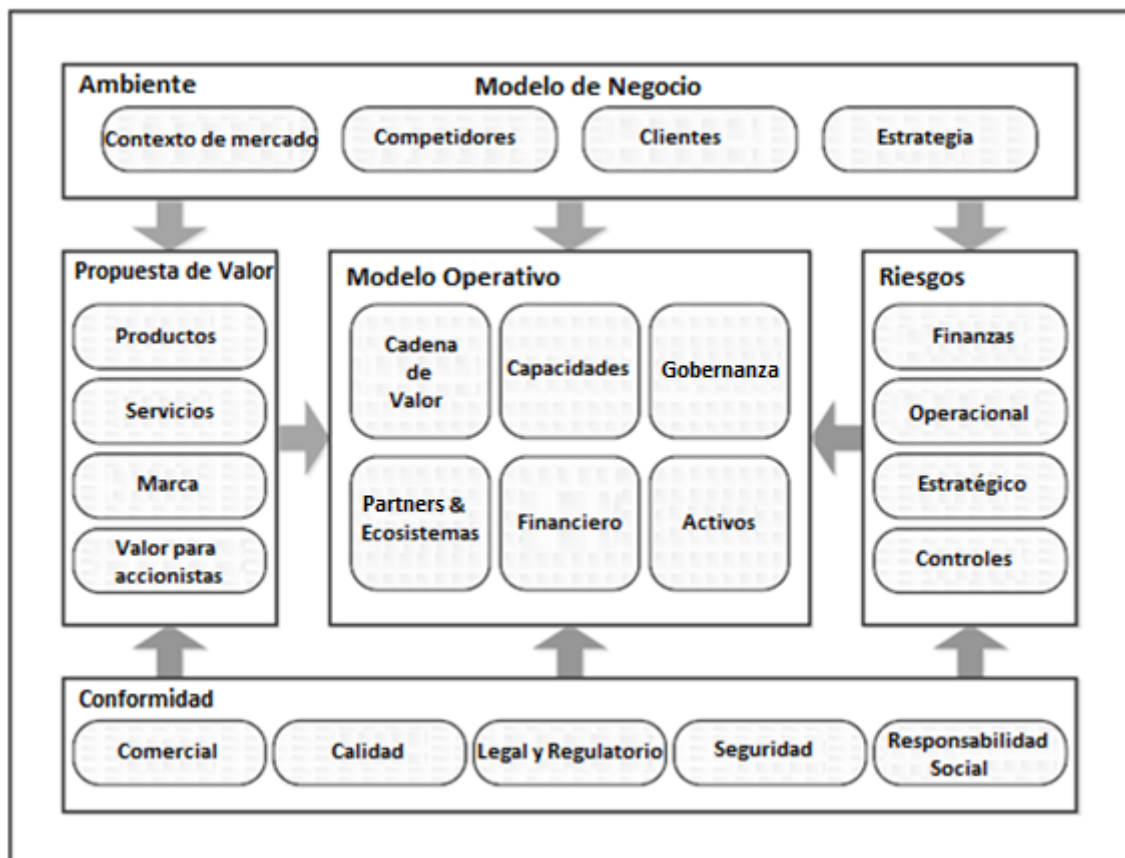 Ambiente
Modelo de Negocio
Contexto de mercado
Competidores
Clientes
Estrategia
Propuesta de Valor
Productos
Servicios
Marca
Valor para
accionistas
Modelo Operativo
Cadena
de
Valor
Capacidades
Gobernanza
Partners &
Ecosistemas
Financiero
Activos
Riesgos
Finanzas
Operacional
Estratégico
Controles
Conformidad
Comercial
Calidad
Legal y Regulatorio
Seguridad
Responsabilidad
Social